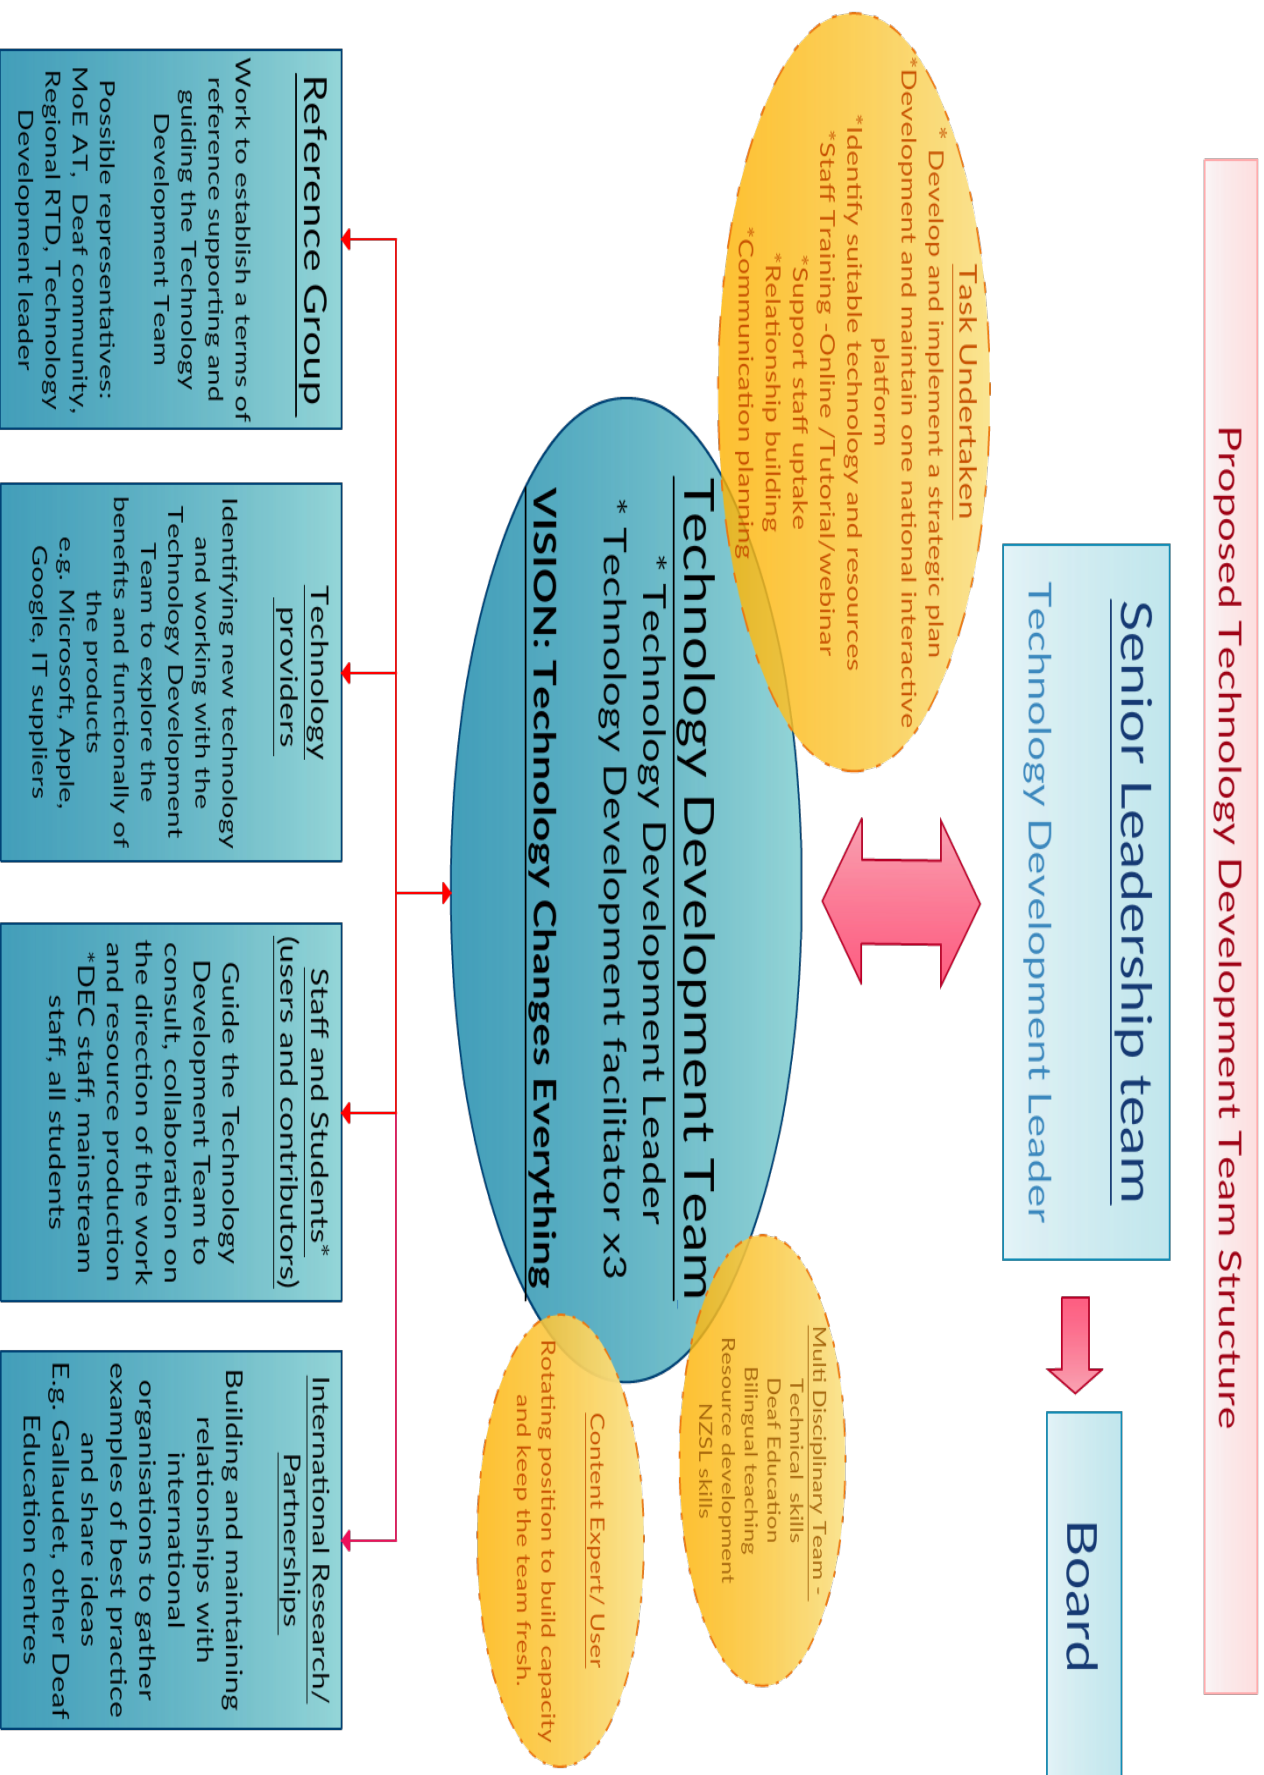 Proposed Technology Development Team Structure
Senior Leadership team
Technology Development Leader
Board
Task Undertaken
* Develop and implement a strategic plan
*Development and maintain one national interactive
platform
*Identify suitable technology and resources
*Staff Training -Online /Tutorial/webinar
*Support staff uptake
*Relationship building
*Communication planning
Technology Development Team
* Technology Development Leader
* Technology Development facilitator x3
VISION: Technology Changes Everything
Multi Disciplinary Team -
Technical skills
Deaf Education
Bilingual teaching
Resource development
NZSL skills
Content Expert/ User
Rotating position to build capacity
and keep the team fresh.
Reference Group
Work to establish a terms of
reference supporting and
guiding the Technology
Development Team
Possible representatives:
MoE AT, Deaf community,
Regional RTD, Technology
Development leader
Technology
providers
Identifying new technology
and working with the
Technology Development
Team to explore the
benefits and functionally of
the products
e.g. Microsoft, Apple,
Google, IT suppliers
Staff and Students*
(users and contributors)
Guide the Technology
Development Team to
consult, collaboration on
the direction of the work
and resource production
*DEC staff, mainstream
staff, all students
International Research/
Partnerships
Building and maintaining
relationships with
international
organisations to gather
examples of best practice
and share ideas
E.g. Gallaudet, other Deaf
Education centres